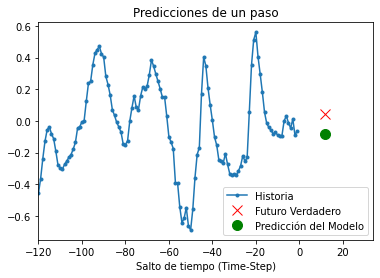 Predicciones de un paso
0.6
0.4
0.2
0.0
−0.2
−0.4
−0.6
Historia
Futuro Verdadero
Predicción del Modelo
−120 −100 −80 −60 −40 −20 0 20
Salto de tiempo (Time-Step)